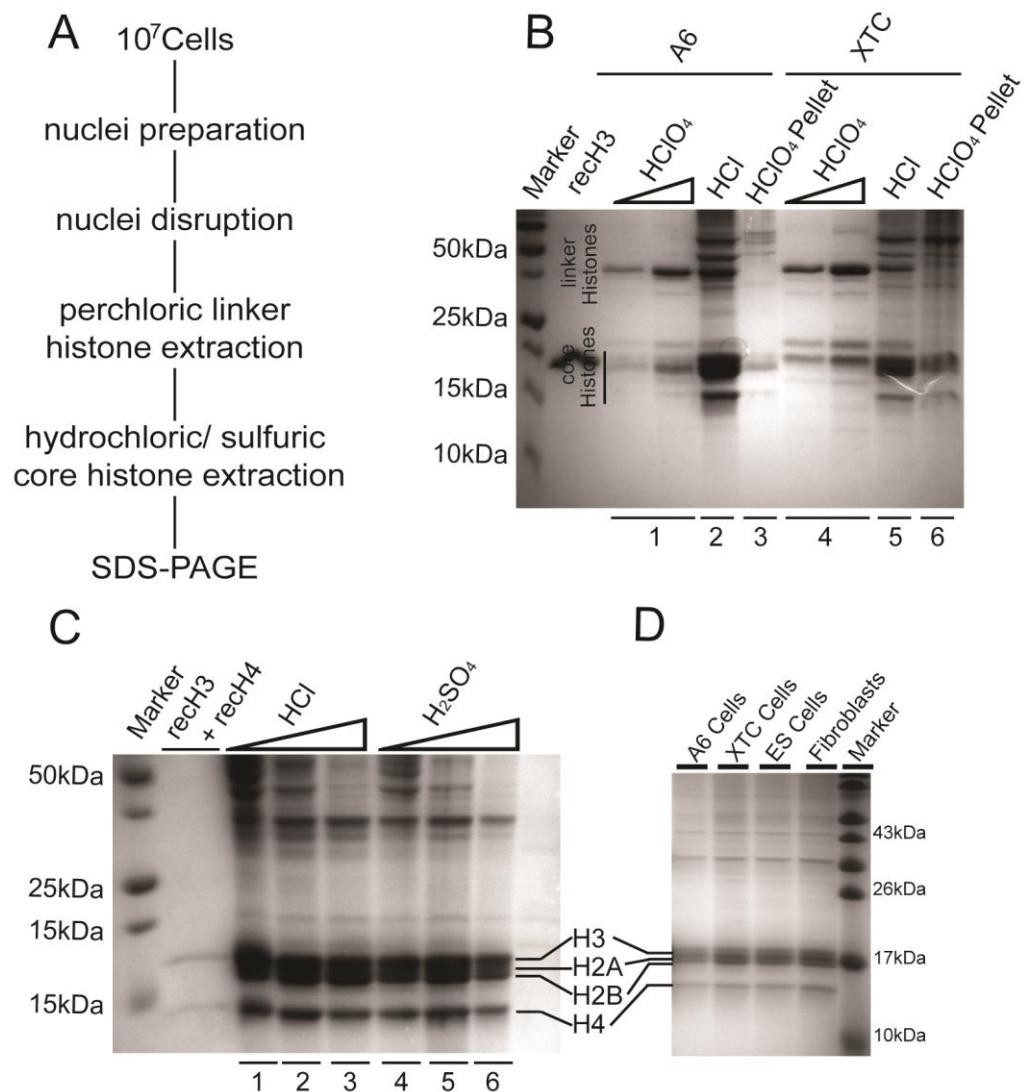 A
10⁷Cells
nuclei preparation
nuclei disruption
perchloric linker
histone extraction
hydrochloric/ sulfuric
core histone extraction
SDS-PAGE
B
A6
XTC
Marker
recH3
HClO₄
HCl
HClO₄ Pellet
HClO₄
HCl
HClO₄ Pellet
50kDa
25kDa
15kDa
10kDa
linker
Histones
core
Histones
1 2 3 4 5 6
C
Marker
recH3
+ recH4
HCl
H₂SO₄
50kDa
25kDa
15kDa
15kDa
1 2 3 4 5 6
H3
H2A
H2B
H4
D
A6 Cells
XTC Cells
ES Cells
Fibroblasts
Marker
43kDa
26kDa
17kDa
10kDa